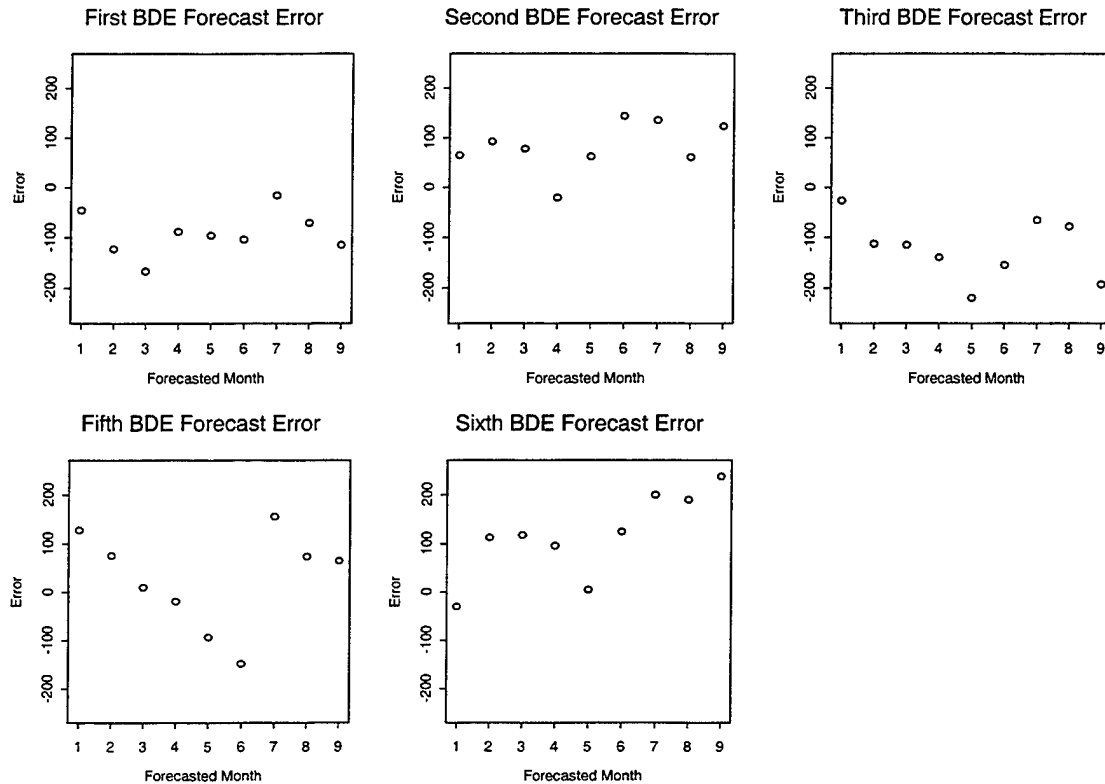 First BDE Forecast Error
Error
200
100
0
-100
-200
1 2 3 4 5 6 7 8 9
Forecasted Month
Second BDE Forecast Error
Error
200
100
0
-100
-200
1 2 3 4 5 6 7 8 9
Forecasted Month
Third BDE Forecast Error
Error
200
100
0
-100
-200
1 2 3 4 5 6 7 8 9
Forecasted Month
Fifth BDE Forecast Error
Error
200
100
0
-100
-200
1 2 3 4 5 6 7 8 9
Forecasted Month
Sixth BDE Forecast Error
Error
200
100
0
-100
-200
1 2 3 4 5 6 7 8 9
Forecasted Month